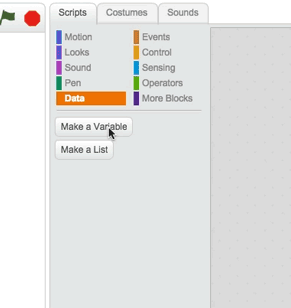 Scripts Costumes Sounds
Motion Events
Looks Control
Sound Sensing
Pen Operators
Data More Blocks
Make a Variable
Make a List